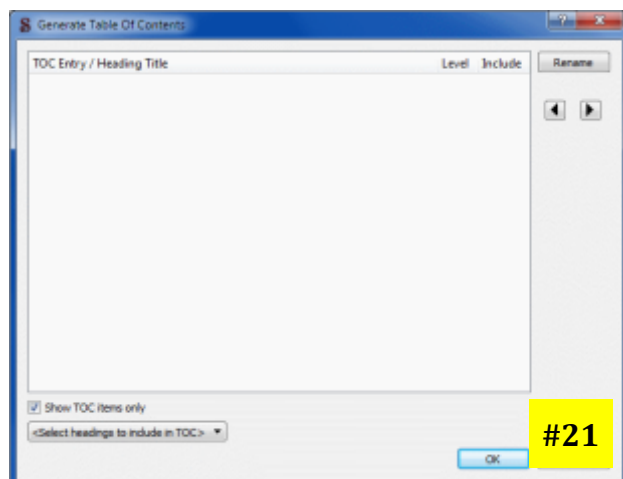 Generate Table Of Contents
TOC Entry / Heading Title Level Include
Rename
Show TOC items only
<Select headings to include in TOC>
OK
#21